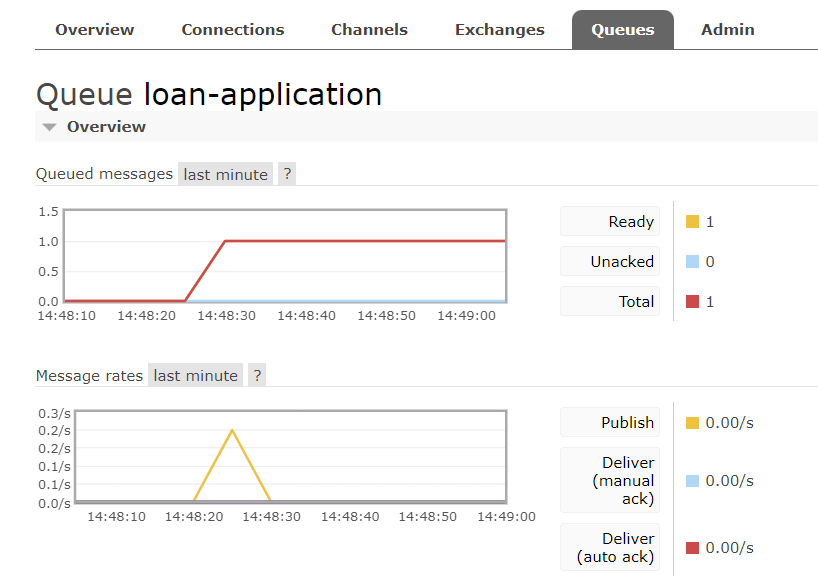 Overview Connections Channels Exchanges Queues Admin
Queue loan-application
Overview
Queued messages last minute ?
1.5
1.0
0.5
0.0
14:48:10 14:48:20 14:48:30 14:48:40 14:48:50 14:49:00
Ready 1
Unacked 0
Total 1
Message rates last minute ?
0.3/s
0.2/s
0.2/s
0.1/s
0.1/s
0.0/s
14:48:10 14:48:20 14:48:30 14:48:40 14:48:50 14:49:00
Publish 0.00/s
Deliver
(manual 0.00/s
ack)
Deliver
(auto ack) 0.00/s